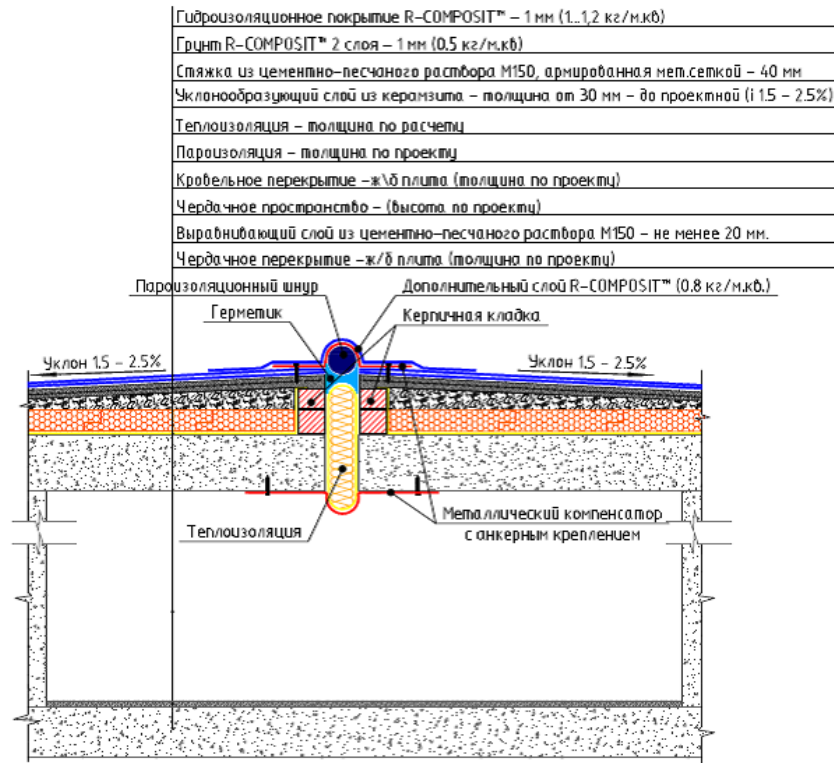 Гидроизоляционное покрытие R-COMPOSIT™ - 1 мм (1...1,2 кг/м.кв)
Грунт R-COMPOSIT™ 2 слоя - 1 мм (0.5 кг/м.кв)
Стяжка из цементно-песчаного раствора М150, армированная мет.сеткой - 40 мм
Уклонообразующий слой из керамзита - толщина от 30 мм - до проектной (i 1.5 - 2.5%)
Теплоизоляция - толщина по расчету
Пароизоляция - толщина по проекту
Кровельное перекрытие -ж\б плита (толщина по проекту)
Чердачное пространство - (высота по проекту)
Выравнивающий слой из цементно-песчаного раствора М150 - не менее 20 мм.
Чердачное перекрытие -ж/б плита (толщина по проекту)
Пароизоляционный шнур
Дополнительный слой R-COMPOSIT™ (0.8 кг/м.кв.)
Герметик
Керпичная кладка
Уклон 1.5 - 2.5%
Уклон 1.5 - 2.5%
Теплоизоляция
Металлический компенсатор
с анкерным креплением